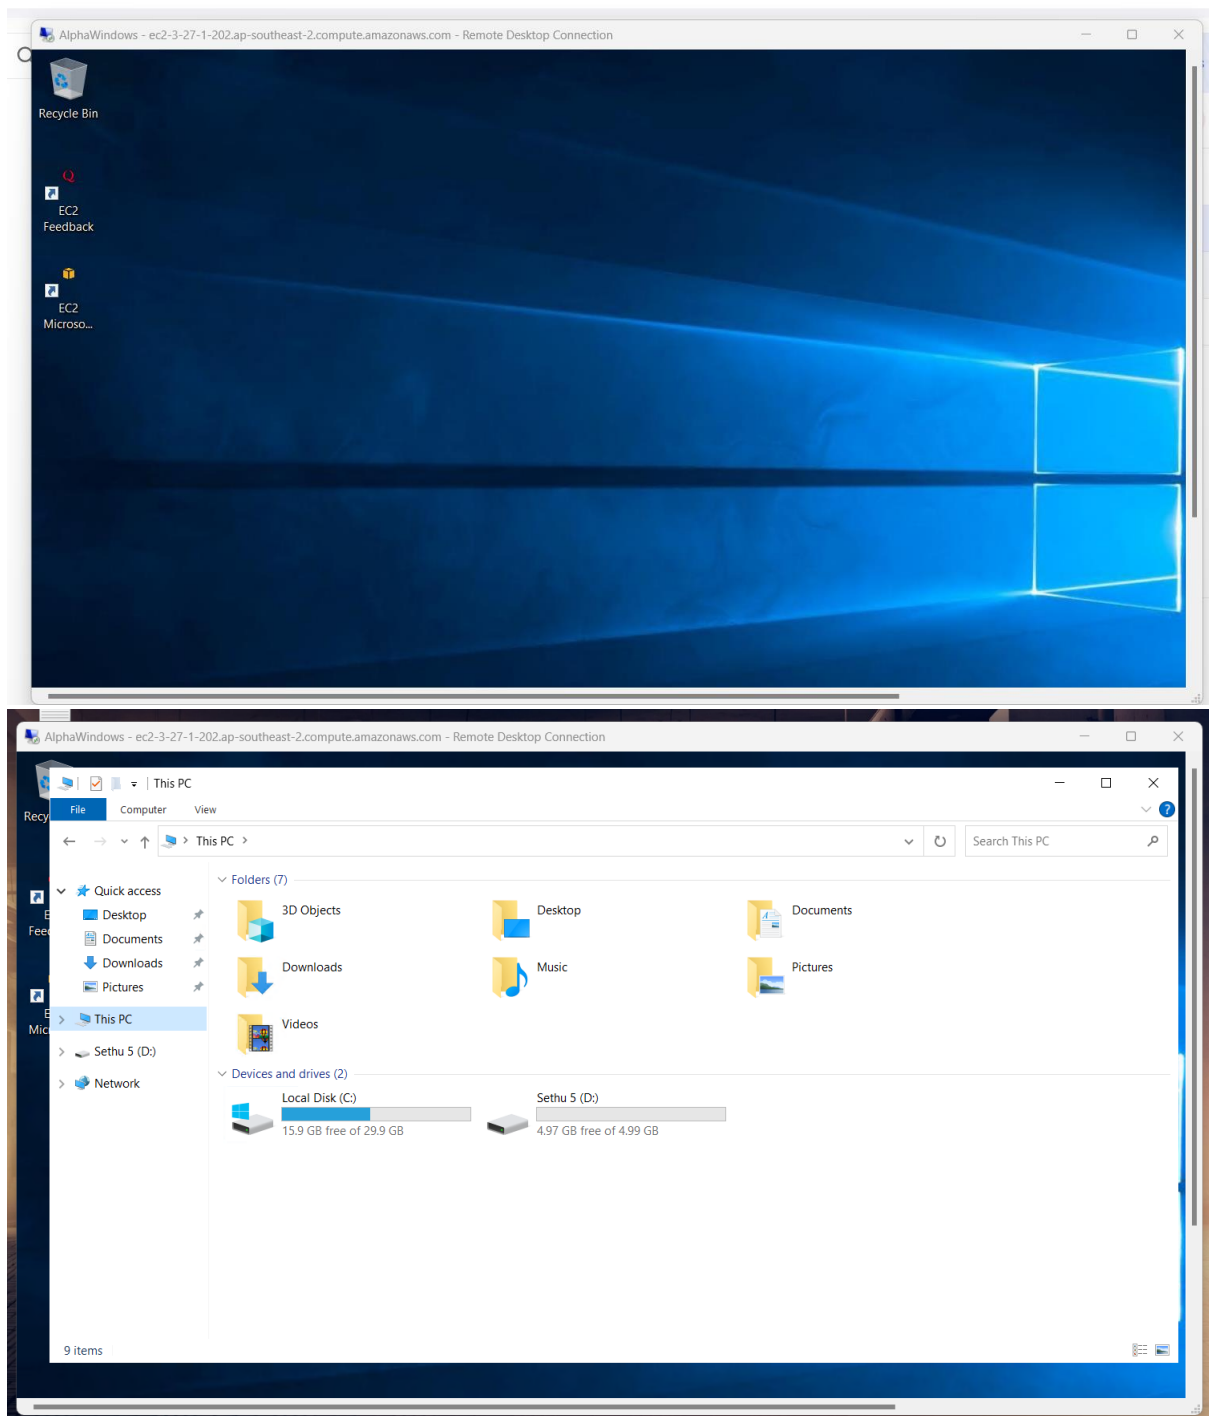 AlphaWindows - ec2-3-27-1-202.ap-southeast-2.compute.amazonaws.com - Remote Desktop Connection
Recycle Bin
EC2
Feedback
EC2
Microso...
AlphaWindows - ec2-3-27-1-202.ap-southeast-2.compute.amazonaws.com - Remote Desktop Connection
This PC
File Computer View
This PC
Search This PC
Quick access
Desktop
Documents
Downloads
Pictures
This PC
Sethu 5 (D:)
Network
Folders (7)
3D Objects
Desktop
Documents
Downloads
Music
Pictures
Videos
Devices and drives (2)
Local Disk (C:)
15.9 GB free of 29.9 GB
Sethu 5 (D:)
4.97 GB free of 4.99 GB
9 items